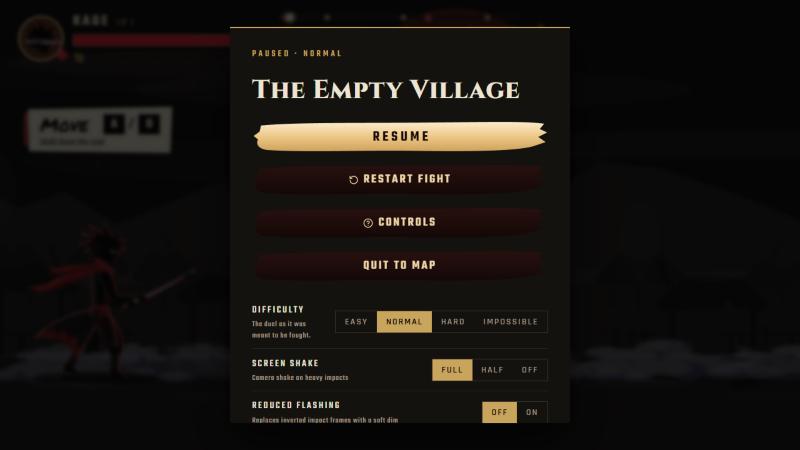 KAGE
MOVE A / D
PAUSED · NORMAL
THE EMPTY VILLAGE
RESUME
RESTART FIGHT
CONTROLS
QUIT TO MAP
DIFFICULTY
The duel as it was
meant to be fought.
EASY NORMAL HARD IMPOSSIBLE
SCREEN SHAKE
Camera shake on heavy impacts
FULL HALF OFF
REDUCED FLASHING
Replaces inverted impact frames with a soft dim
OFF ON